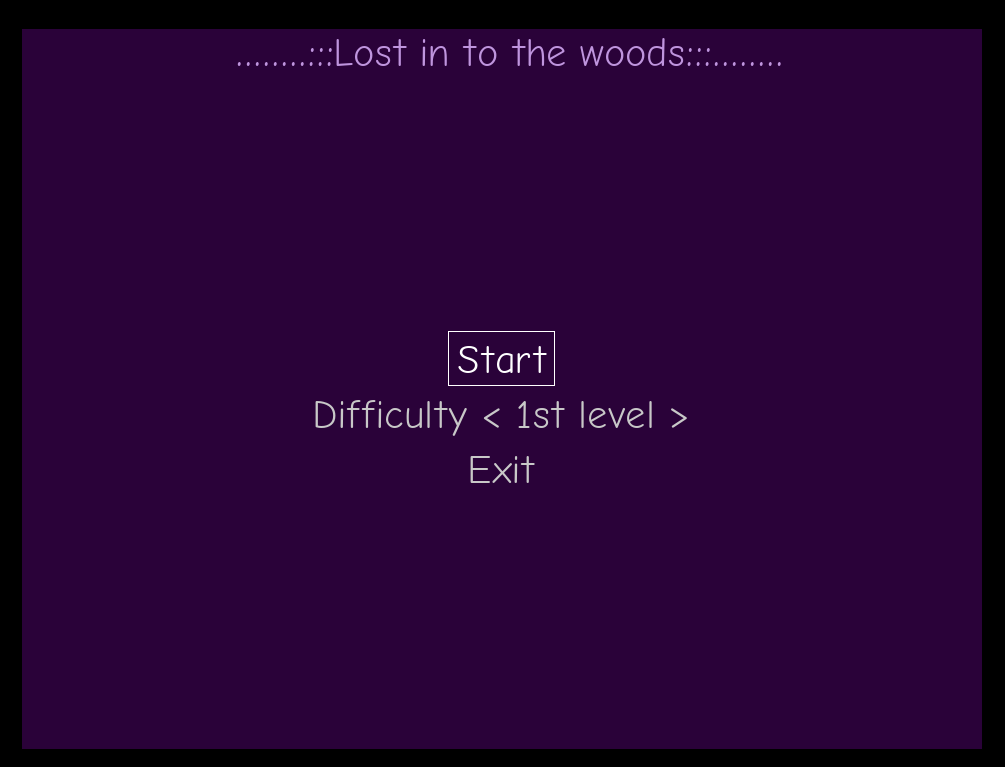 ........:::Lost in to the woods:::........
Start
Difficulty < 1st level >
Exit